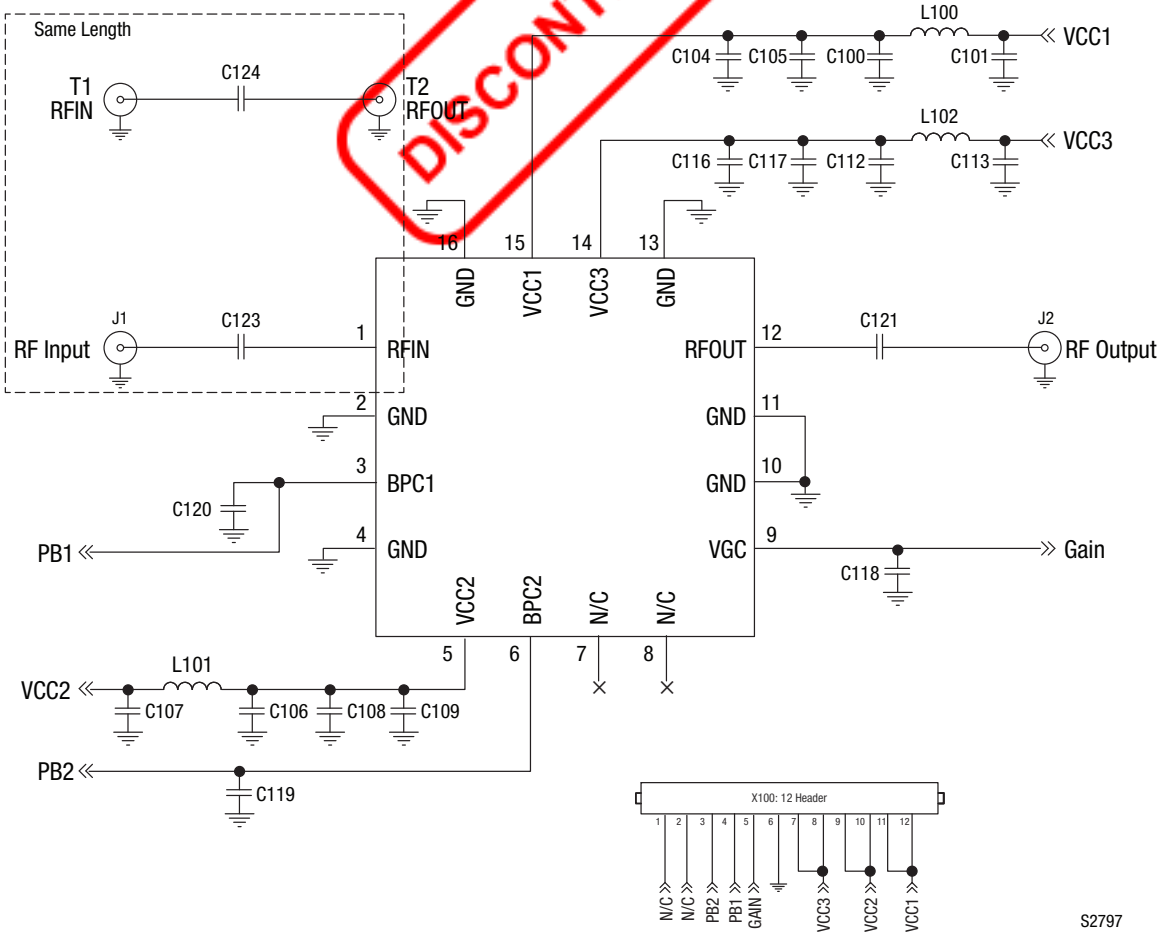 Same Length
T1
RFIN
C124
T2
RFOUT
DISCONT
L100
C104
C105
C100
C101
VCC1
L102
C116
C117
C112
C113
VCC3
16
15
14
13
GND
VCC1
VCC3
GND
RF Input
J1
C123
1
RFIN
RFOUT
12
C121
J2
RF Output
2
GND
GND
11
3
BPC1
GND
10
C120
PB1
4
GND
VGC
9
Gain
C118
VCC2
BPC2
N/C
N/C
5
6
7
8
L101
VCC2
C107
C106
C108
C109
PB2
C119
X100: 12 Header
1 2 3 4 5 6 7 8 9 10 11 12
N/C
N/C
PB2
PB1
GAIN
VCC3
VCC2
VCC1
S2797